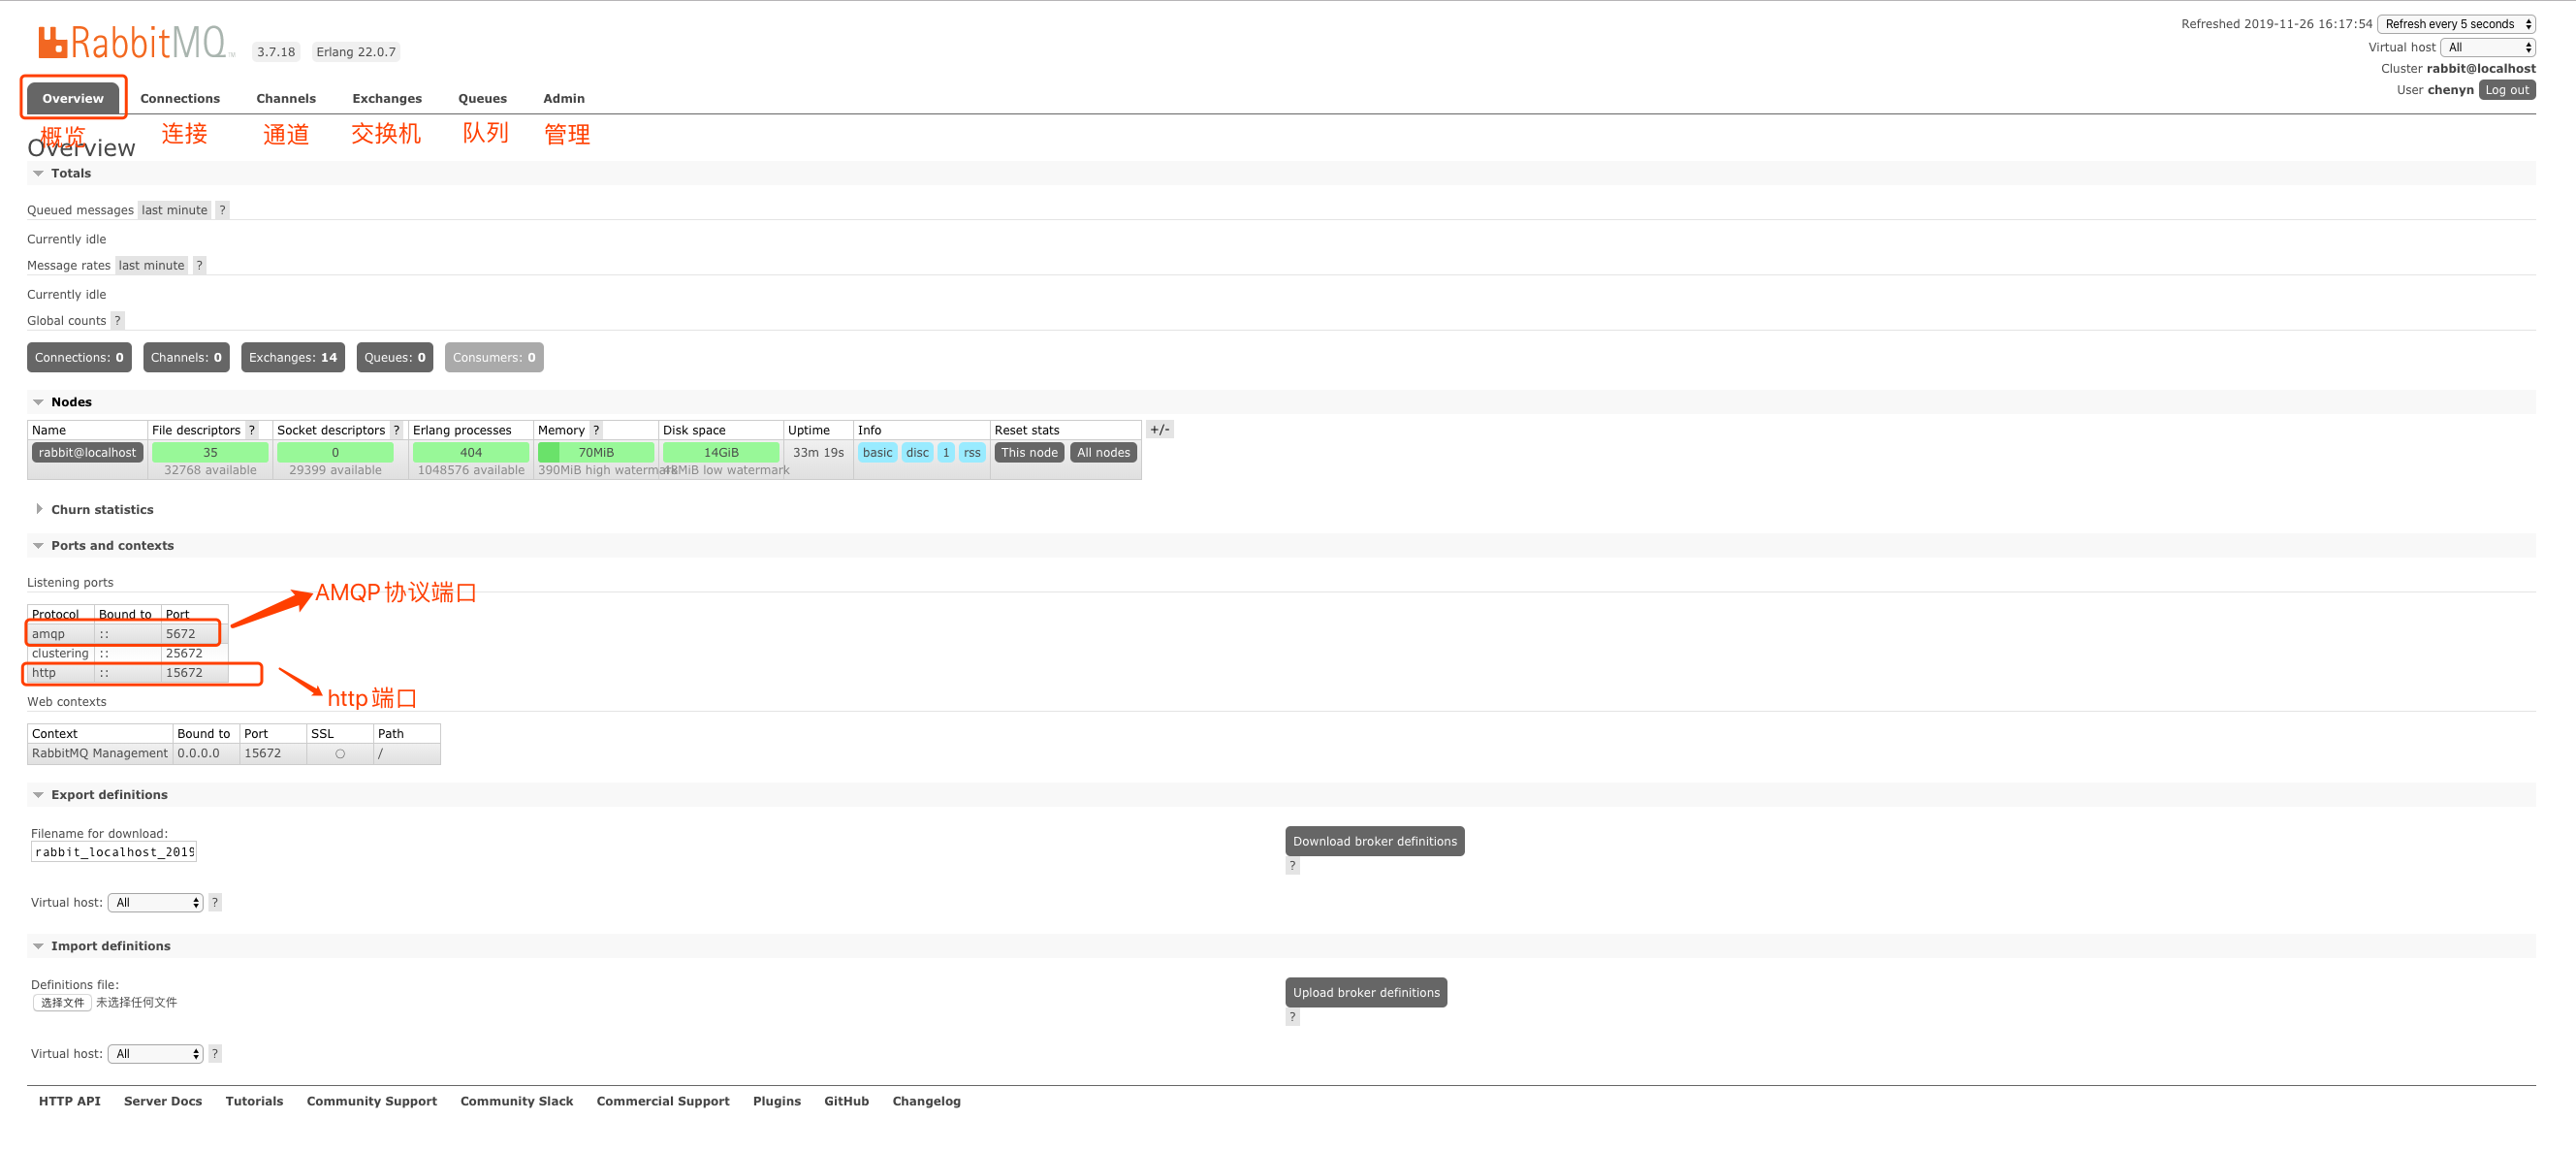 Refreshed 2019-11-26 16:17:54 Refresh every 5 seconds
RabbitMQ TM 3.7.18 Erlang 22.0.7
Virtual host All
Cluster rabbit@localhost
User chenyn Log out
Overview Connections Channels Exchanges Queues Admin
概览 连接 通道 交换机 队列 管理
Overview
Totals
Queued messages last minute ?
Currently idle
Message rates last minute ?
Currently idle
Global counts ?
Connections: 0 Channels: 0 Exchanges: 14 Queues: 0 Consumers: 0
Nodes
Name File descriptors ? Socket descriptors ? Erlang processes Memory ? Disk space Uptime Info Reset stats +/-
rabbit@localhost 35 0 404 70MiB 14GiB 33m 19s basic disc 1 rss This node All nodes
32768 available 29399 available 1048576 available 390MiB high watermark 48MiB low watermark
Churn statistics
Ports and contexts
Listening ports
AMQP 协议端口
Protocol Bound to Port
amqp :: 5672
clustering :: 25672
http :: 15672
http 端口
Web contexts
Context Bound to Port SSL Path
RabbitMQ Management 0.0.0.0 15672 ○ /
Export definitions
Filename for download:
rabbit_localhost_2019
Download broker definitions
?
Virtual host: All ?
Import definitions
Definitions file:
选择文件 未选择任何文件
Upload broker definitions
?
Virtual host: All ?
HTTP API Server Docs Tutorials Community Support Community Slack Commercial Support Plugins GitHub Changelog